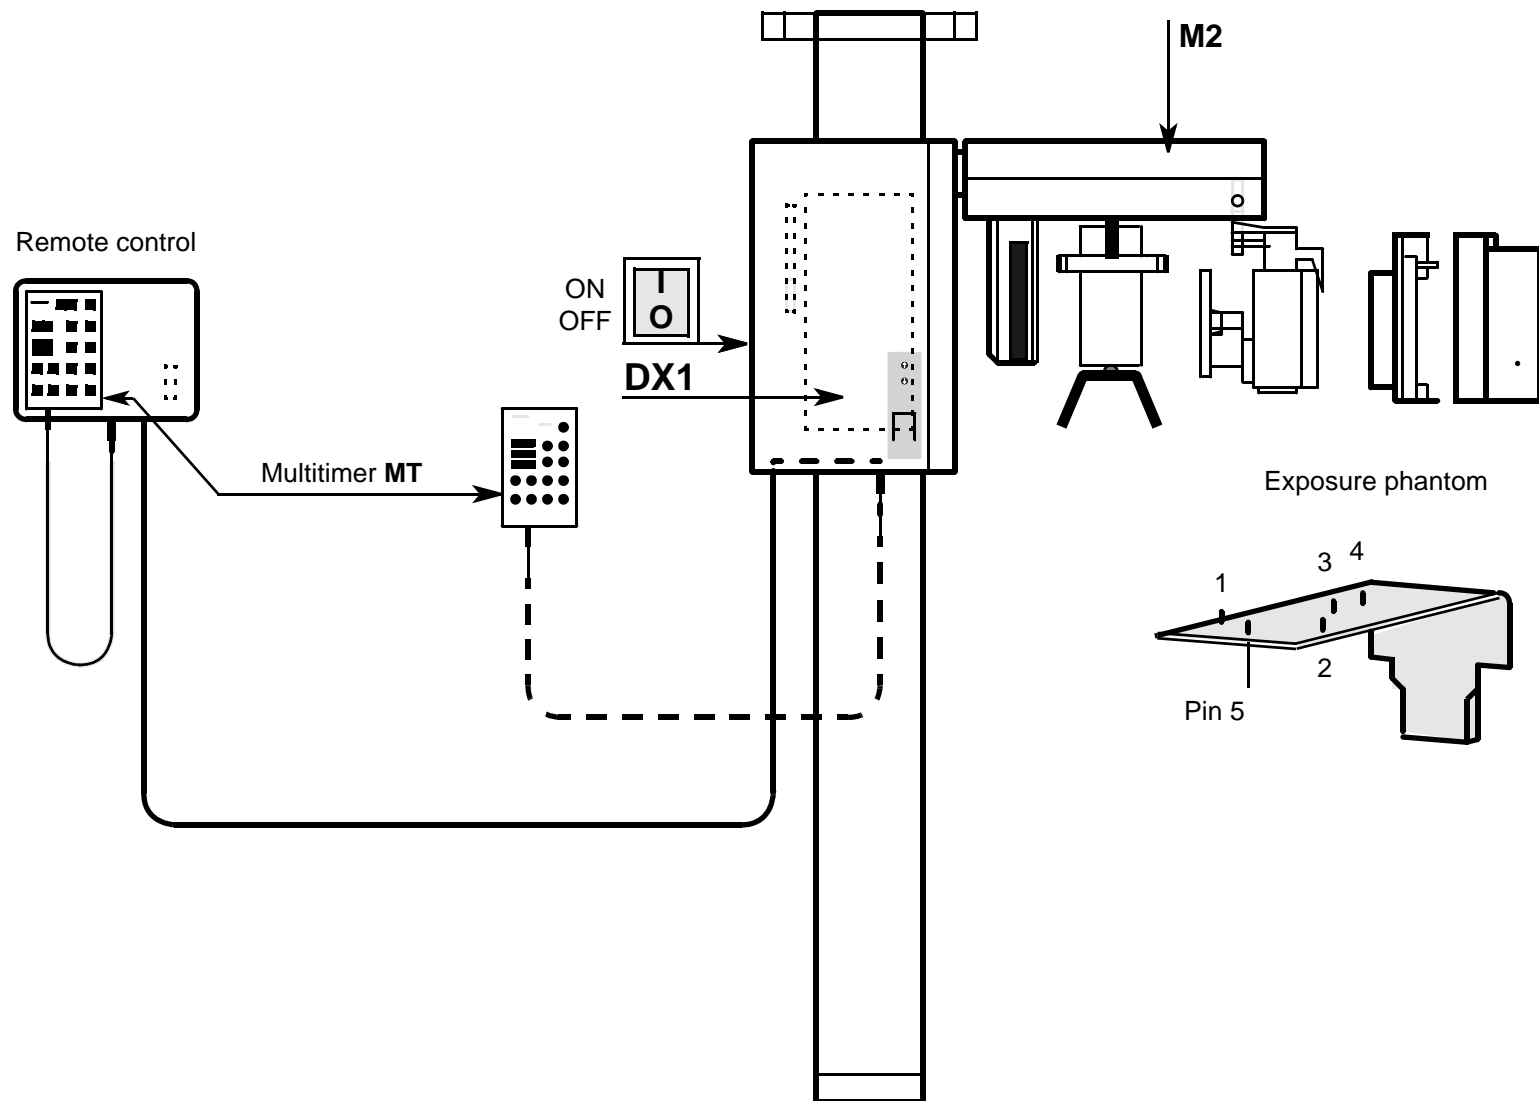 M2
Remote control
ON
OFF
I
O
DX1
Multitimer MT
Exposure phantom
1
3
4
2
Pin 5